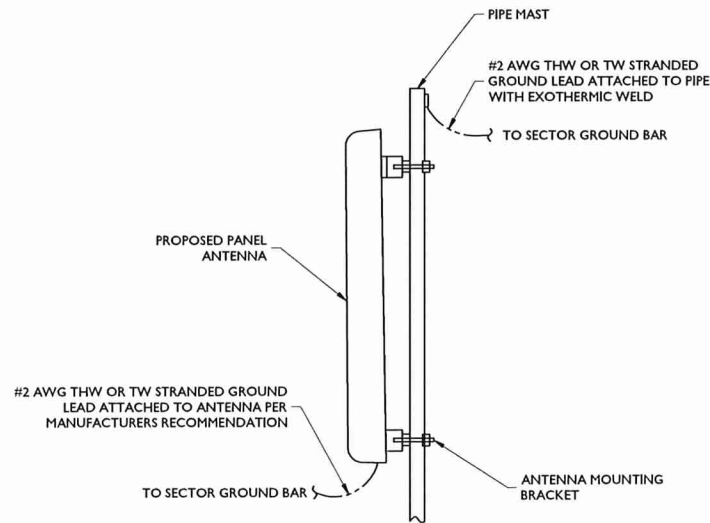 PIPE MAST
#2 AWG THW OR TW STRANDED
GROUND LEAD ATTACHED TO PIPE
WITH EXOTHERMIC WELD
TO SECTOR GROUND BAR
PROPOSED PANEL
ANTENNA
#2 AWG THW OR TW STRANDED GROUND
LEAD ATTACHED TO ANTENNA PER
MANUFACTURERS RECOMMENDATION
TO SECTOR GROUND BAR
ANTENNA MOUNTING
BRACKET